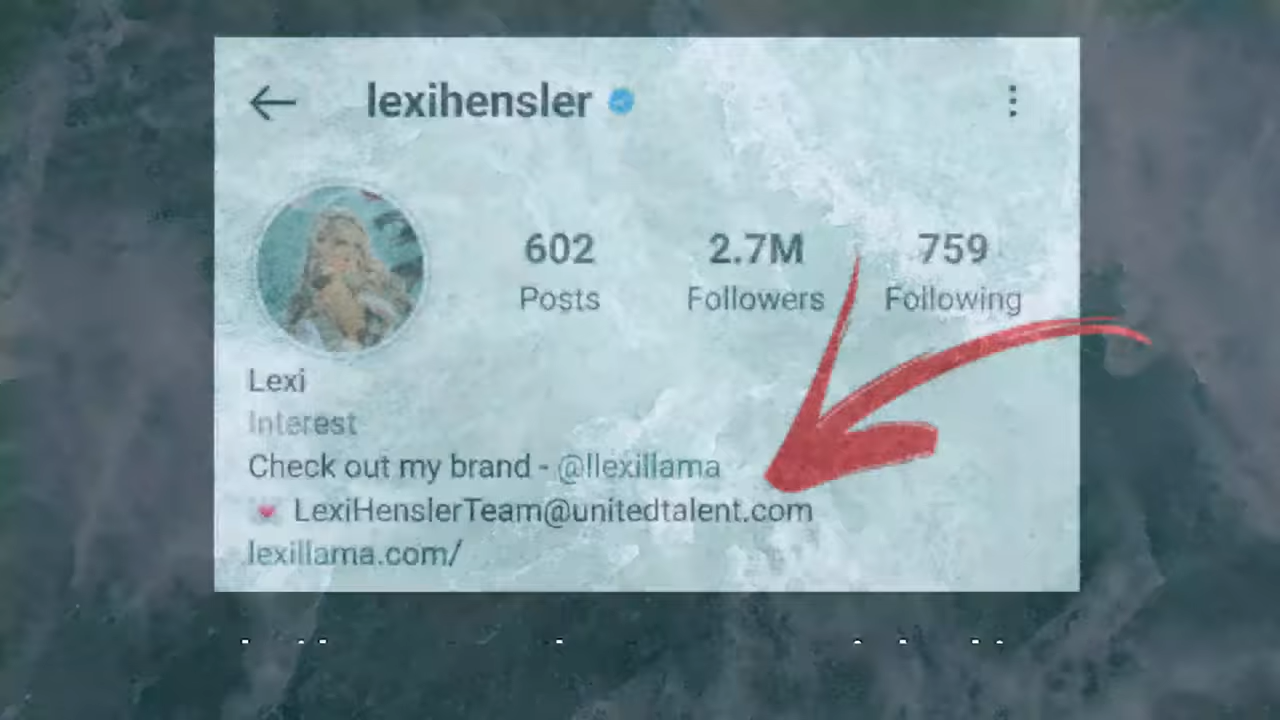 lexihensler
602 2.7M 759
Posts Followers Following
Lexi
Interest
Check out my brand - @llexillama
LexiHenslerTeam@unitedtalent.com
lexillama.com/